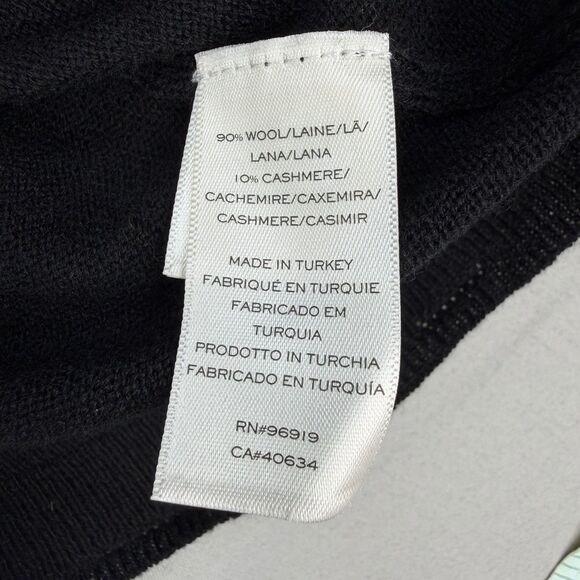 90% WOOL/LAINE/LÃ/
LANA/LANA
10% CASHMERE/
CACHEMIRE/CAXEMIRA/
CASHMERE/CASIMIR
MADE IN TURKEY
FABRIQUÉ EN TURQUIE
FABRICADO EM
TURQUIA
PRODOTTO IN TURCHIA
FABRICADO EN TURQUÍA
RN#96919
CA#40634